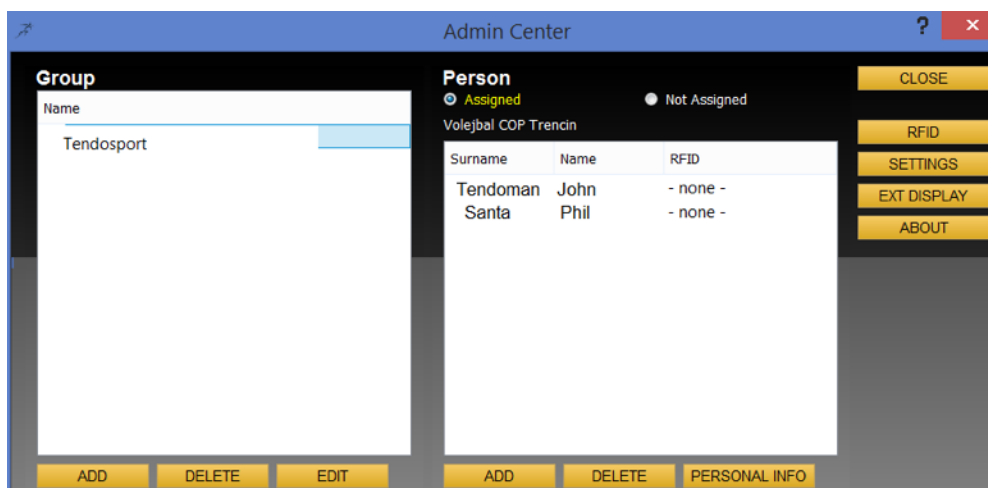 Admin Center ?
Group
Name
Tendosport
ADD DELETE EDIT
Person
Assigned Not Assigned
Volejbal COP Trencin
Surname Name RFID
Tendoman John - none -
Santa Phil - none -
ADD DELETE PERSONAL INFO
CLOSE
RFID
SETTINGS
EXT DISPLAY
ABOUT